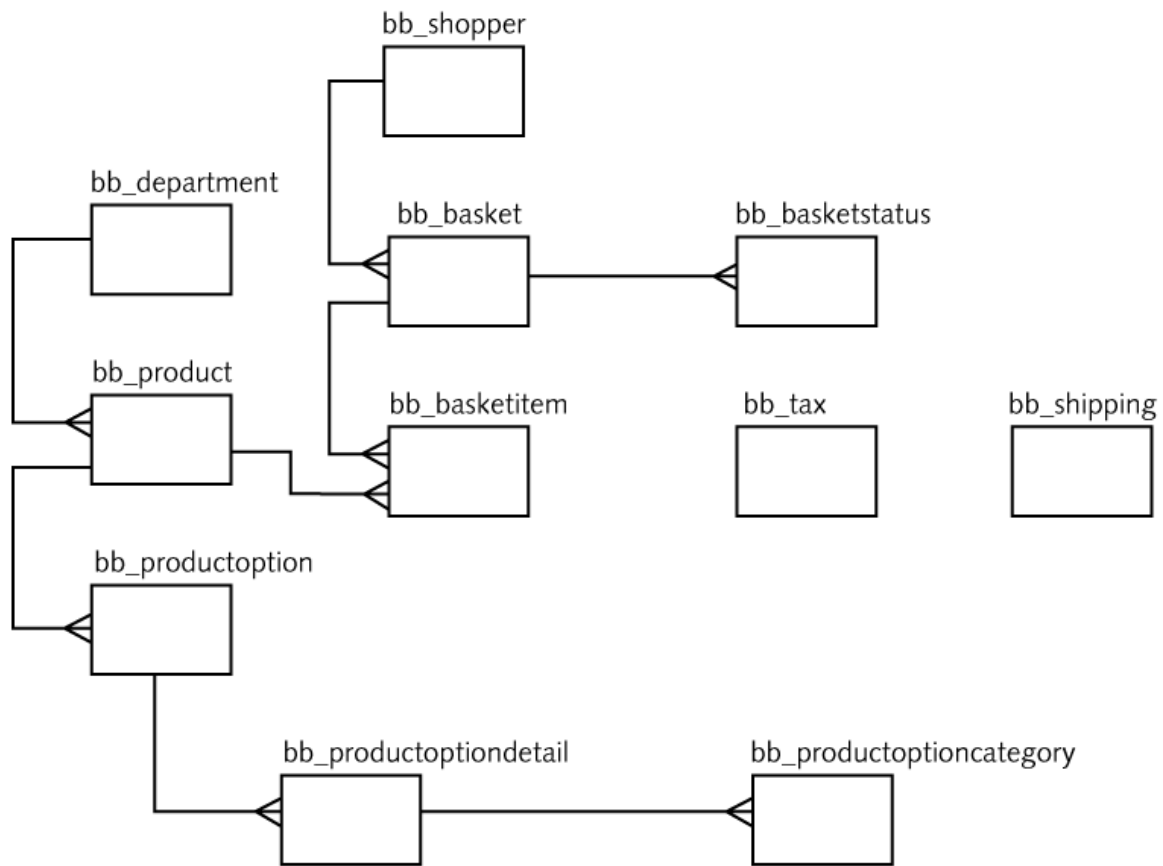 bb_shopper
bb_department
bb_basket
bb_basketstatus
bb_product
bb_basketitem
bb_tax
bb_shipping
bb_productoption
bb_productoptiondetail
bb_productoptioncategory